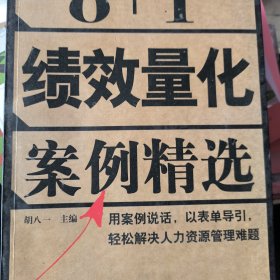 8+1
绩效量化
案例精选
胡八一 主编
用案例说话，以表单导引，
轻松解决人力资源管理难题